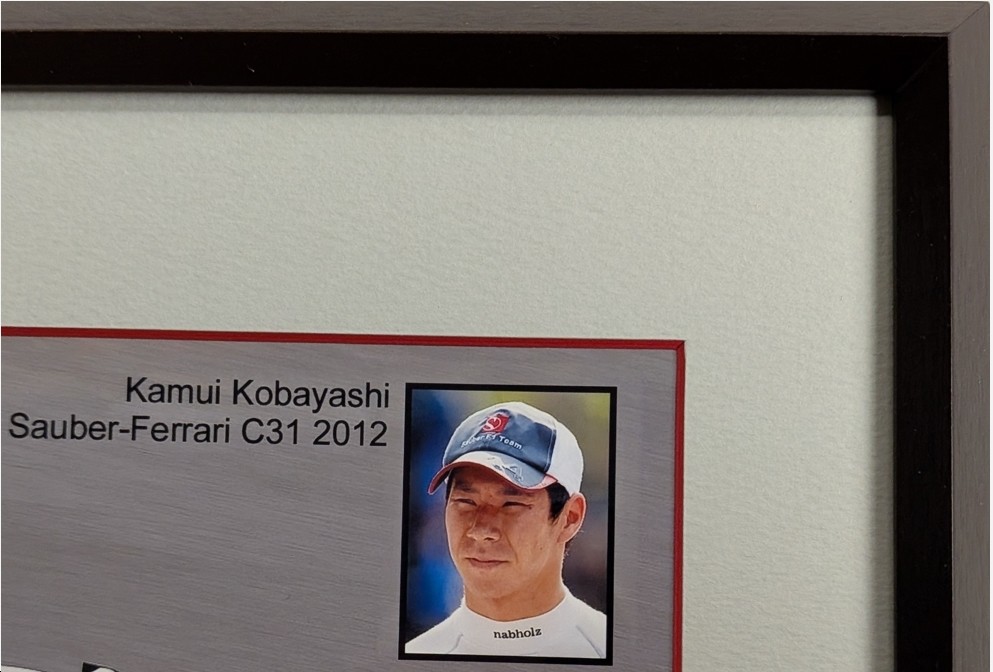 Kamui Kobayashi
Sauber-Ferrari C31 2012
Sauber F1 Team
nabholz